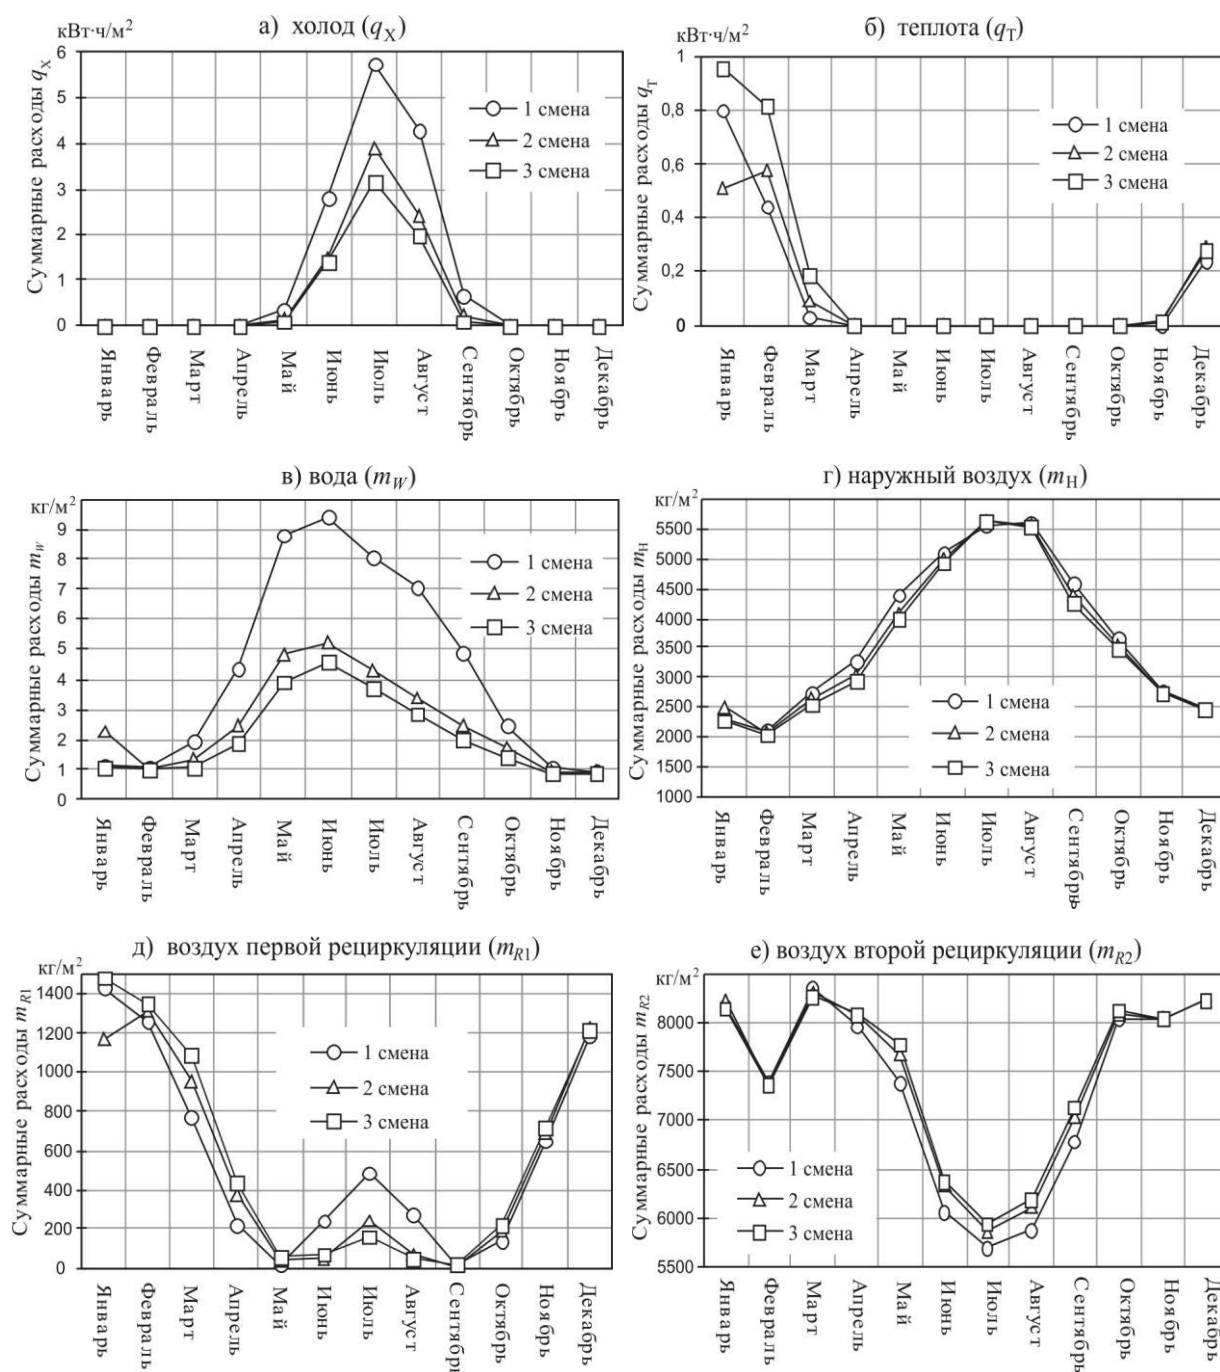 а) холод (qХ)
кВт·ч/м²
Суммарные расходы qХ
6
5
4
3
2
1
0
1 смена
2 смена
3 смена
Январь
Февраль
Март
Апрель
Май
Июнь
Июль
Август
Сентябрь
Октябрь
Ноябрь
Декабрь
б) теплота (qТ)
кВт·ч/м²
Суммарные расходы qТ
1
0,8
0,6
0,4
0,2
0
1 смена
2 смена
3 смена
Январь
Февраль
Март
Апрель
Май
Июнь
Июль
Август
Сентябрь
Октябрь
Ноябрь
Декабрь
в) вода (mW)
кг/м²
Суммарные расходы mW
9
8
7
6
5
4
3
2
1
0
1 смена
2 смена
3 смена
Январь
Февраль
Март
Апрель
Май
Июнь
Июль
Август
Сентябрь
Октябрь
Ноябрь
Декабрь
г) наружный воздух (mН)
кг/м²
Суммарные расходы mН
5500
5000
4500
4000
3500
3000
2500
2000
1500
1000
1 смена
2 смена
3 смена
Январь
Февраль
Март
Апрель
Май
Июнь
Июль
Август
Сентябрь
Октябрь
Ноябрь
Декабрь
д) воздух первой рециркуляции (mR1)
кг/м²
Суммарные расходы mR1
1400
1200
1000
800
600
400
200
0
1 смена
2 смена
3 смена
Январь
Февраль
Март
Апрель
Май
Июнь
Июль
Август
Сентябрь
Октябрь
Ноябрь
Декабрь
е) воздух второй рециркуляции (mR2)
кг/м²
Суммарные расходы mR2
8000
7500
7000
6500
6000
5500
1 смена
2 смена
3 смена
Январь
Февраль
Март
Апрель
Май
Июнь
Июль
Август
Сентябрь
Октябрь
Ноябрь
Декабрь